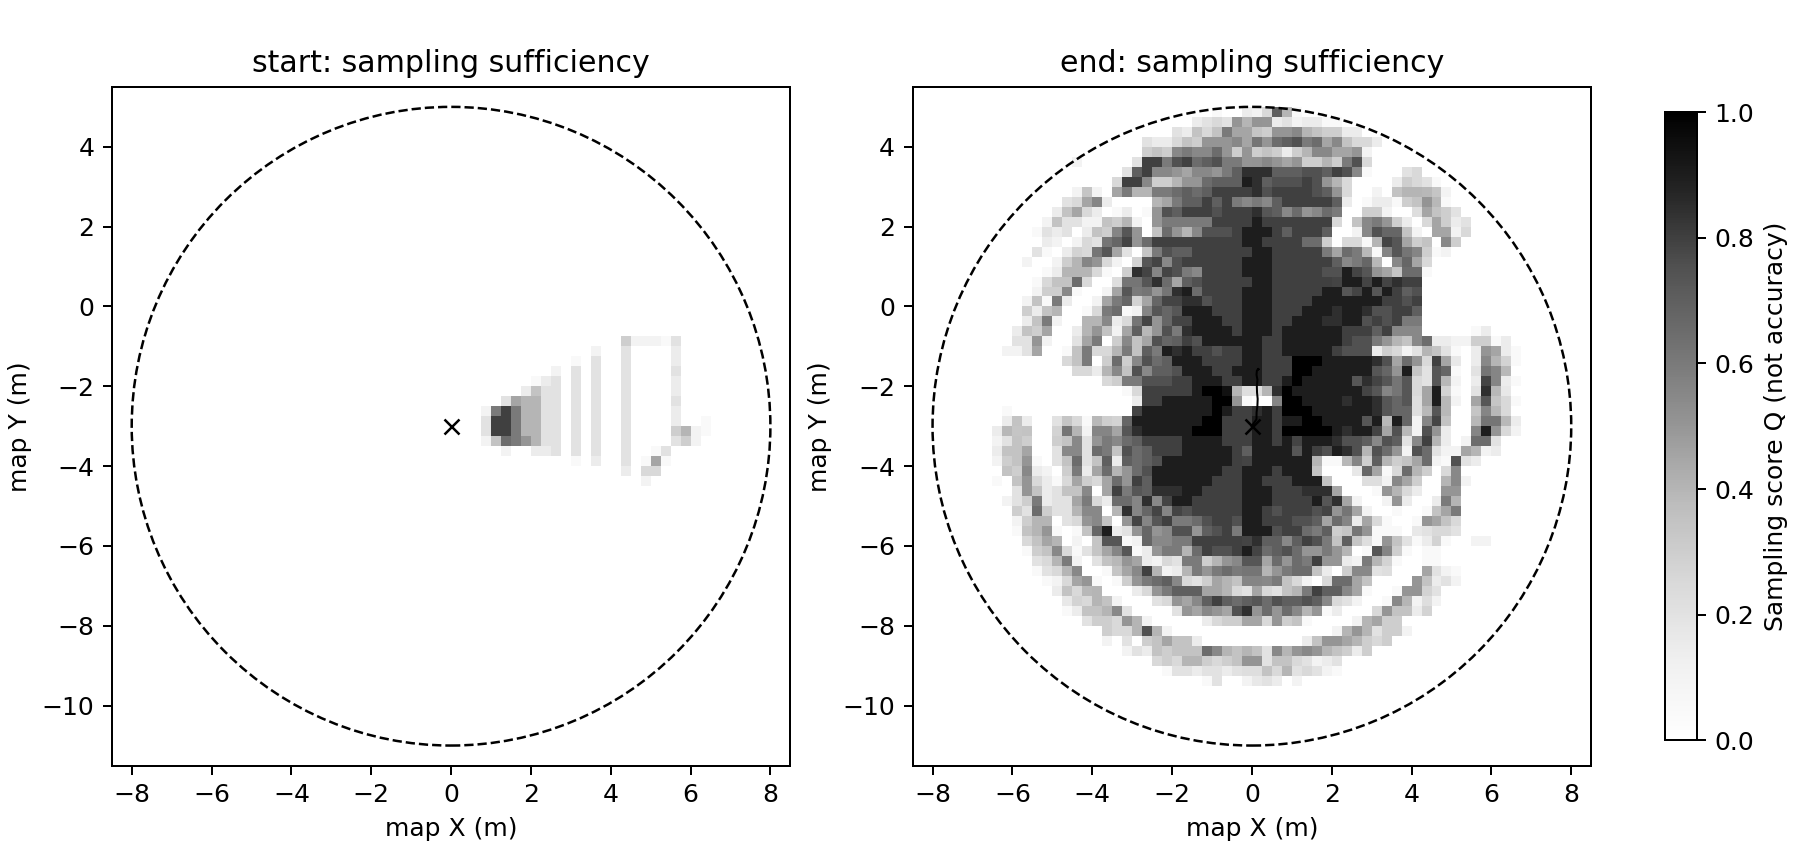 start: sampling sufficiency
4
2
0
−2
−4
−6
−8
−10
map Y (m)
−8 −6 −4 −2 0 2 4 6 8
map X (m)
end: sampling sufficiency
4
2
0
−2
−4
−6
−8
−10
map Y (m)
−8 −6 −4 −2 0 2 4 6 8
map X (m)
1.0
0.8
0.6
0.4
0.2
0.0
Sampling score Q (not accuracy)